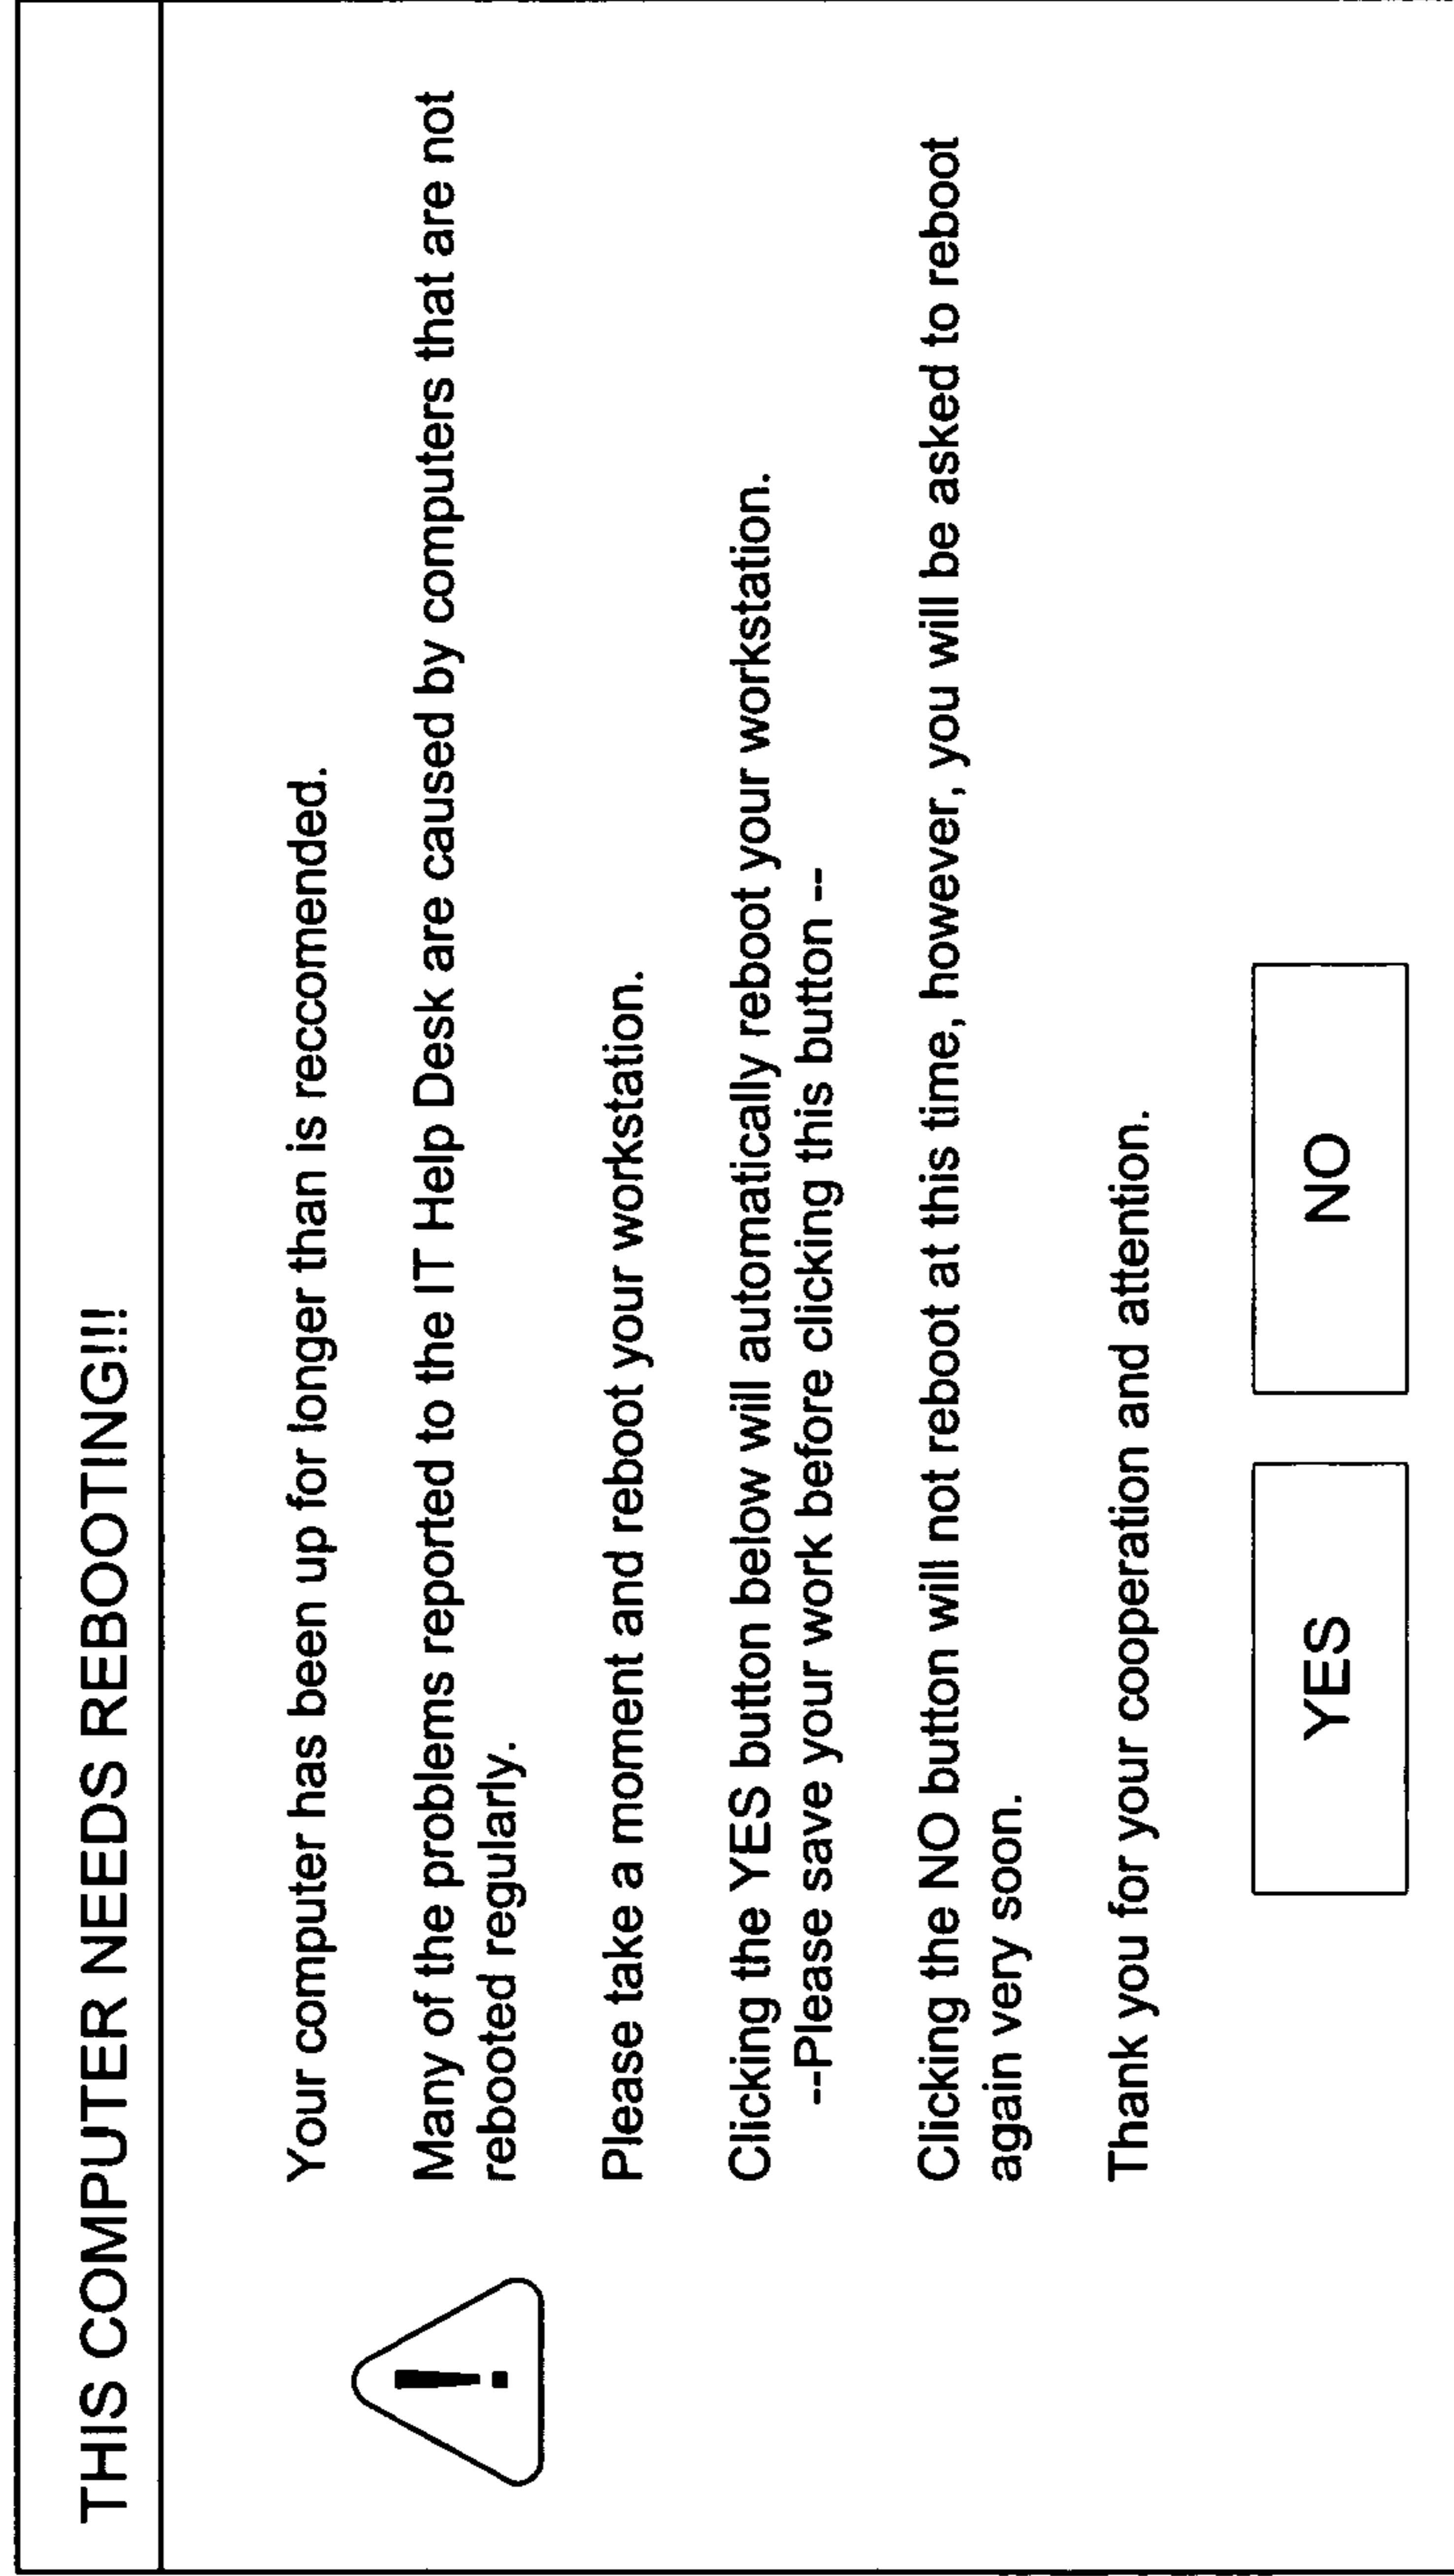 THIS COMPUTER NEEDS REBOOTING!!!
Your computer has been up for longer than is reccomended.
Many of the problems reported to the IT Help Desk are caused by computers that are not
rebooted regularly.
Please take a moment and reboot your workstation.
Clicking the YES button below will automatically reboot your workstation.
--Please save your work before clicking this button --
Clicking the NO button will not reboot at this time, however, you will be asked to reboot
again very soon.
Thank you for your cooperation and attention.
YES NO
!